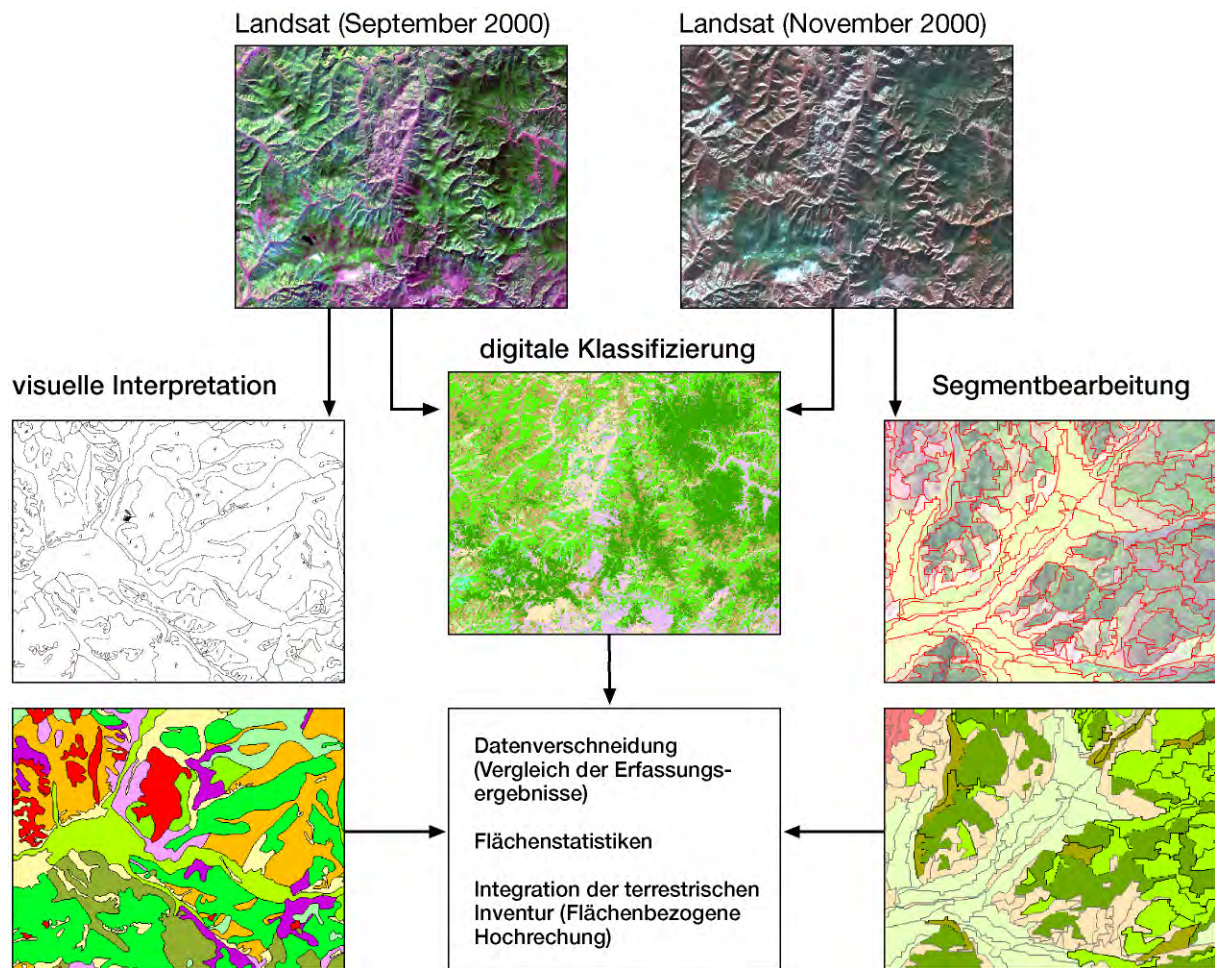 Landsat (September 2000)
Landsat (November 2000)
digitale Klassifizierung
visuelle Interpretation
Segmentbearbeitung
Datenverschneidung
(Vergleich der Erfassungs-
ergebnisse)
Flächenstatistiken
Integration der terrestrischen
Inventur (Flächenbezogene
Hochrechung)